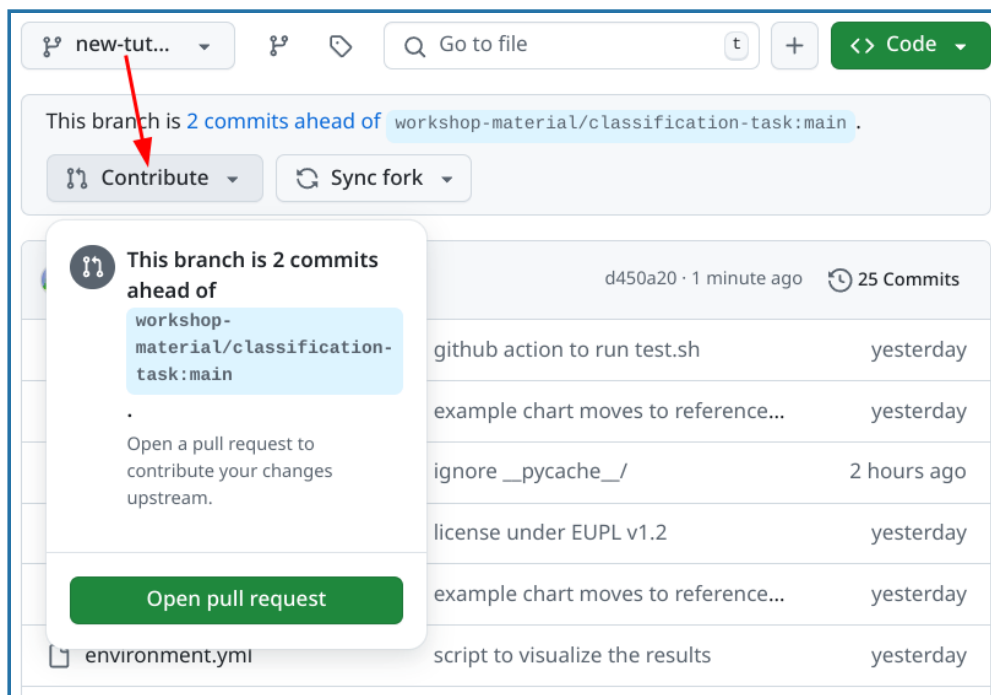 new-tut...
Go to file
t
Code
This branch is 2 commits ahead of workshop-material/classification-task:main .
Contribute
Sync fork
This branch is 2 commits
ahead of
workshop-
material/classification-
task:main
.
Open a pull request to
contribute your changes
upstream.
Open pull request
d450a20 · 1 minute ago
25 Commits
github action to run test.sh
yesterday
example chart moves to reference...
yesterday
ignore __pycache__/
2 hours ago
license under EUPL v1.2
yesterday
example chart moves to reference...
yesterday
environment.yml
script to visualize the results
yesterday